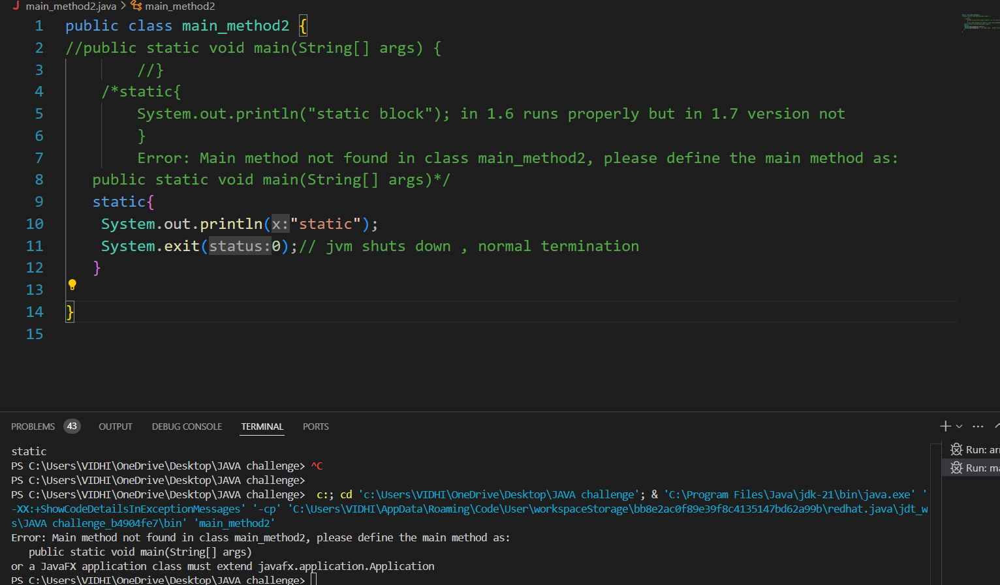 J main_method2.java > main_method2
1 public class main_method2 {
2 //public static void main(String[] args) {
3 //}
4 /*static{
5 System.out.println("static block"); in 1.6 runs properly but in 1.7 version not
6 }
7 Error: Main method not found in class main_method2, please define the main method as:
8 public static void main(String[] args)*/
9 static{
10 System.out.println(x:"static");
11 System.exit(status:0);// jvm shuts down , normal termination
12 }
13
14 }
15
PROBLEMS 43 OUTPUT DEBUG CONSOLE TERMINAL PORTS
static
PS C:\Users\VIDHI\OneDrive\Desktop\JAVA challenge> ^C
PS C:\Users\VIDHI\OneDrive\Desktop\JAVA challenge>
PS C:\Users\VIDHI\OneDrive\Desktop\JAVA challenge>  c:; cd 'c:\Users\VIDHI\OneDrive\Desktop\JAVA challenge'; & 'C:\Program Files\Java\jdk-21\bin\java.exe' '
-XX:+ShowCodeDetailsInExceptionMessages' '-cp' 'C:\Users\VIDHI\AppData\Roaming\Code\User\workspaceStorage\bb8e2ac0f89e39f8c4135147bd62a99b\redhat.java\jdt_w
s\JAVA challenge_b4904fe7\bin' 'main_method2'
Error: Main method not found in class main_method2, please define the main method as:
public static void main(String[] args)
or a JavaFX application class must extend javafx.application.Application
PS C:\Users\VIDHI\OneDrive\Desktop\JAVA challenge>
Run: ar
Run: ma